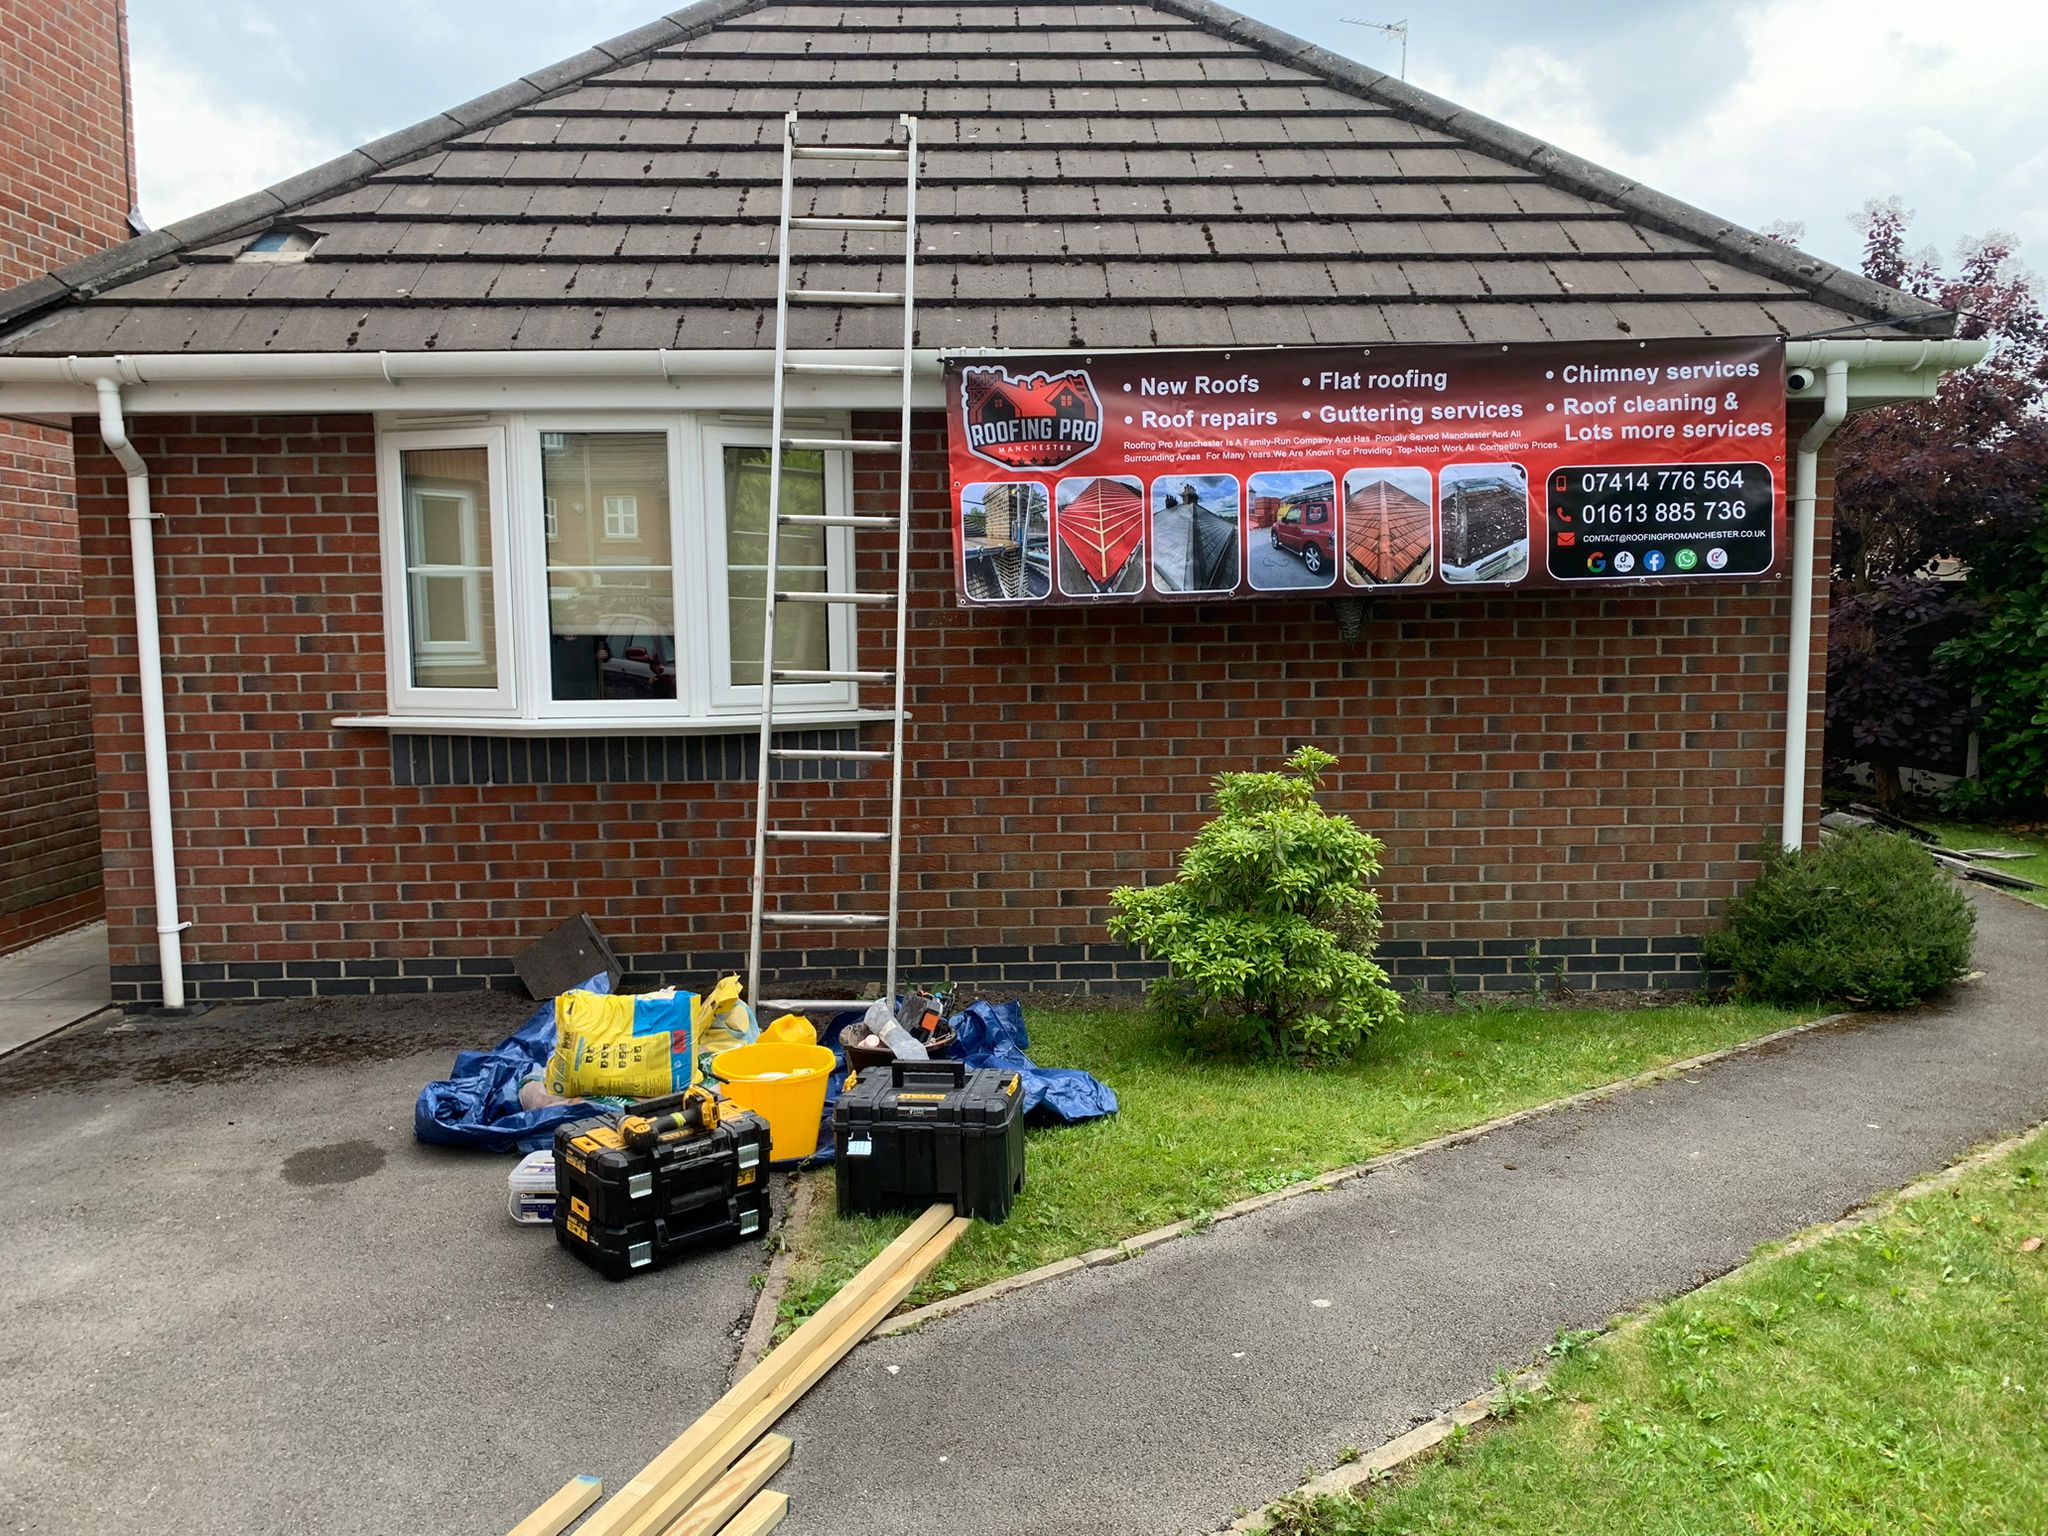 ROOFING PRO
MANCHESTER
• New Roofs
• Roof repairs
• Flat roofing
• Guttering services
• Chimney services
• Roof cleaning &
Lots more services
Roofing Pro Manchester Is A Family-Run Company And Has Proudly Served Manchester And All
Surrounding Areas For Many Years.We Are Known For Providing Top-Notch Work At Competitive Prices.
07414 776 564
01613 885 736
CONTACT@ROOFINGPROMANCHESTER.CO.UK
TikTok
DEWALT